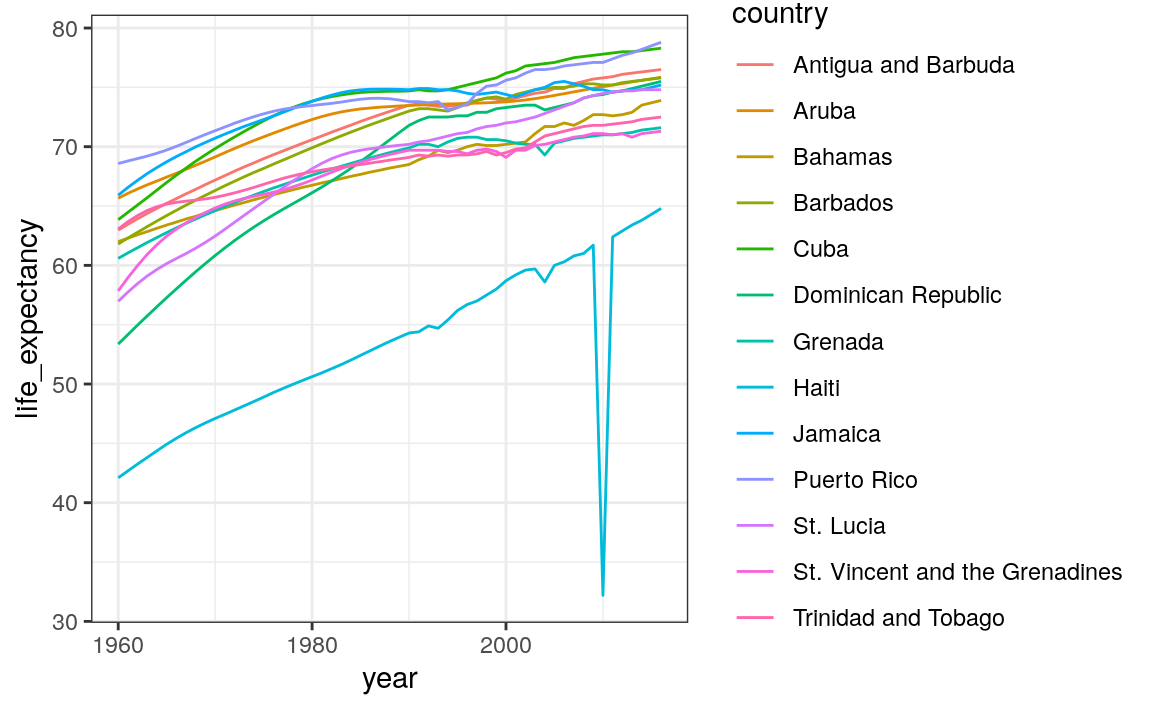 80
70
60
50
40
30
life_expectancy
1960
1980
2000
year
country
Antigua and Barbuda
Aruba
Bahamas
Barbados
Cuba
Dominican Republic
Grenada
Haiti
Jamaica
Puerto Rico
St. Lucia
St. Vincent and the Grenadines
Trinidad and Tobago